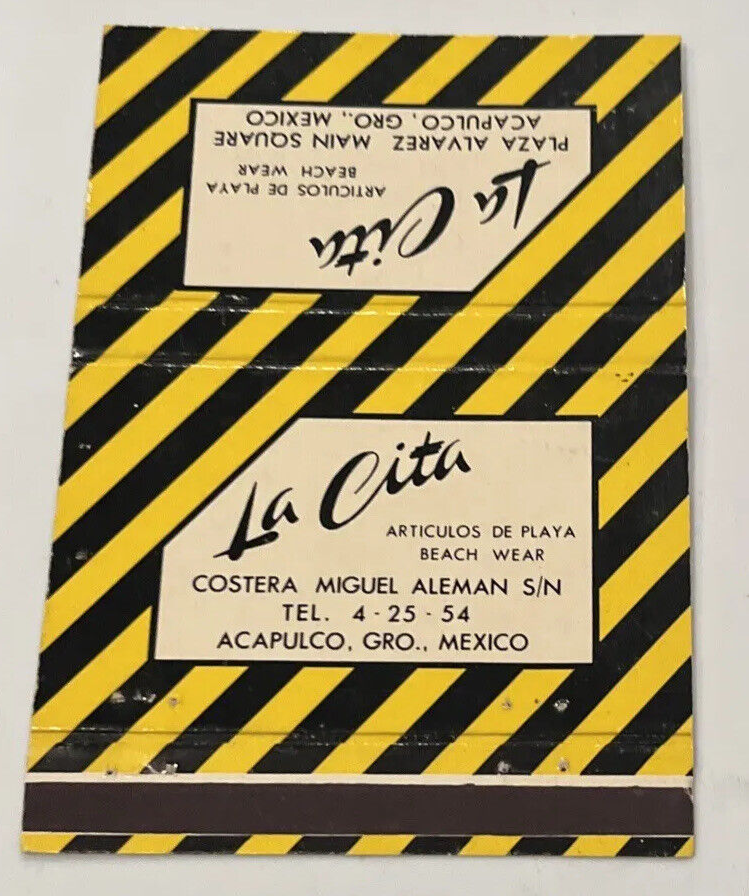 La Cita
ARTICULOS DE PLAYA
BEACH WEAR
PLAZA ALVAREZ MAIN SQUARE
ACAPULCO, GRO., MEXICO
La Cita
ARTICULOS DE PLAYA
BEACH WEAR
COSTERA MIGUEL ALEMAN S/N
TEL. 4-25-54
ACAPULCO, GRO., MEXICO